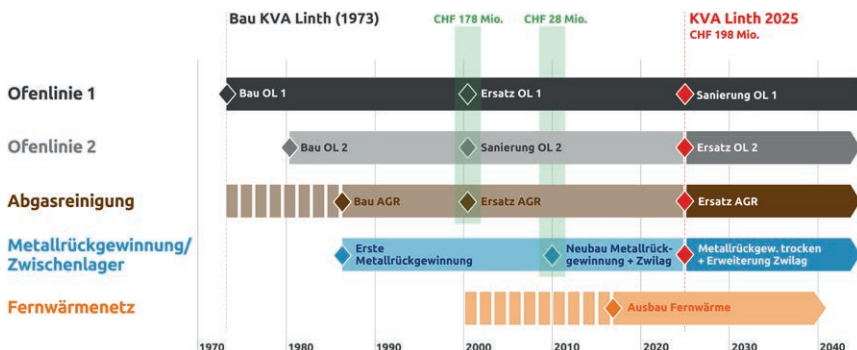 Bau KVA Linth (1973)
CHF 178 Mio.
CHF 28 Mio.
KVA Linth 2025
CHF 198 Mio.
Ofenlinie 1
Bau OL 1
Ersatz OL 1
Sanierung OL 1
Ofenlinie 2
Bau OL 2
Sanierung OL 2
Ersatz OL 2
Abgasreinigung
Bau AGR
Ersatz AGR
Ersatz AGR
Metallrückgewinnung/
Zwischenlager
Erste
Metallrückgewinnung
Neubau Metallrück-
gewinnung + Zwilag
Metallrückgew. trocken
+ Erweiterung Zwilag
Fernwärmenetz
Ausbau Fernwärme
1970
1980
1990
2000
2010
2020
2030
2040